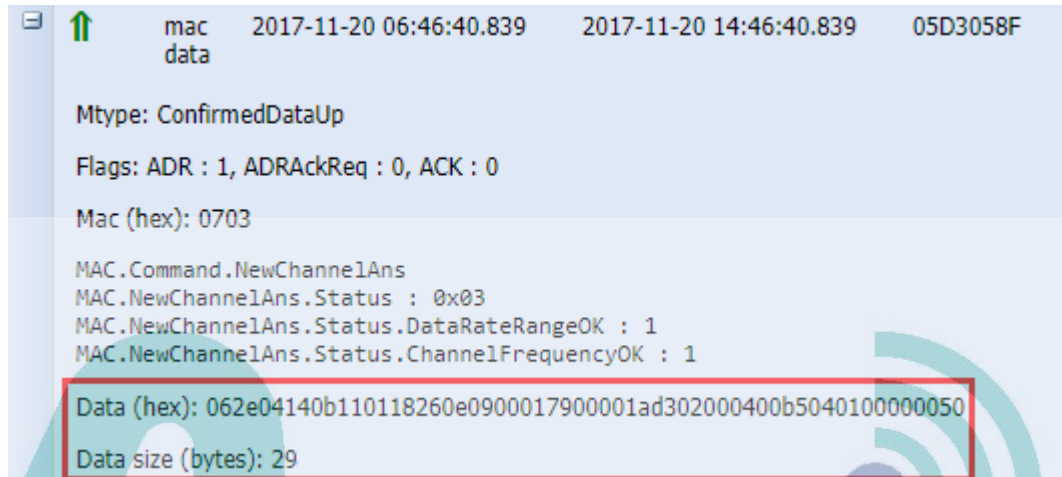 mac 2017-11-20 06:46:40.839 2017-11-20 14:46:40.839 05D3058F
data
Mtype: ConfirmedDataUp
Flags: ADR : 1, ADRAckReq : 0, ACK : 0
Mac (hex): 0703
MAC.Command.NewChannelAns
MAC.NewChannelAns.Status : 0x03
MAC.NewChannelAns.Status.DataRateRangeOK : 1
MAC.NewChannelAns.Status.ChannelFrequencyOK : 1
Data (hex): 062e04140b110118260e0900017900001ad302000400b5040100000050
Data size (bytes): 29